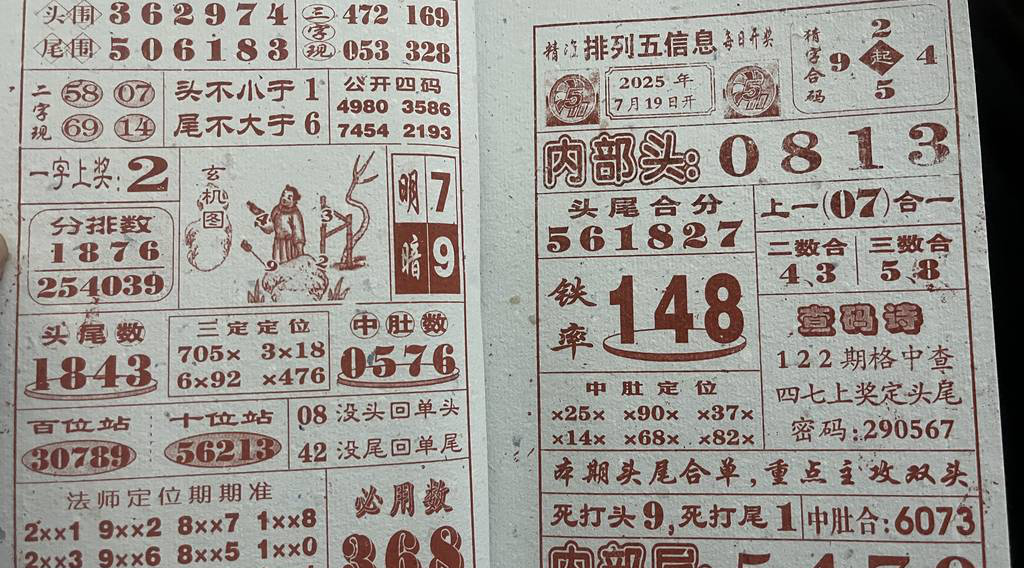 头围 362974
尾围 506183
三字现
472 169
053 328
二字现
58 07
69 14
头不小于1
尾不大于6
公开四码
4980 3586
7454 2193
一字上奖:2
分排数
1876
254039
玄机图
4 3
9 2
明 7
暗 9
头尾数
1843
三定定位
705× 3×18
6×92 ×476
中肚数
0576
百位站
30789
十位站
56213
08 没头回单头
42 没尾回单尾
法师定位期期准
2××1 9××2 8××7 1××8
2××3 9××6 8××5 1××0
必用数
368
排列五信息
每日开奖
2025 年
7月19日开
5
5
字合码
2
9 起 4
5
内部头: 0813
头尾合分
561827
上一(07)合一
二数合
4.3
三数合
5.8
铁率
148
查码诗
122期格中查
四七上奖定头尾
密码:290567
中肚定位
×25× ×90× ×37×
×14× ×68× ×82×
本期头尾合单,重点主攻双头
死打头9,死打尾1
中肚合:6073
内部尾: